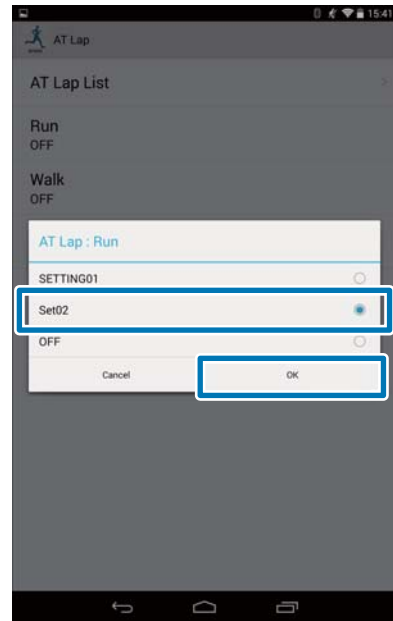 15:41
AT Lap
AT Lap List
Run
OFF
Walk
OFF
AT Lap : Run
SETTING01
Set02
OFF
Cancel OK